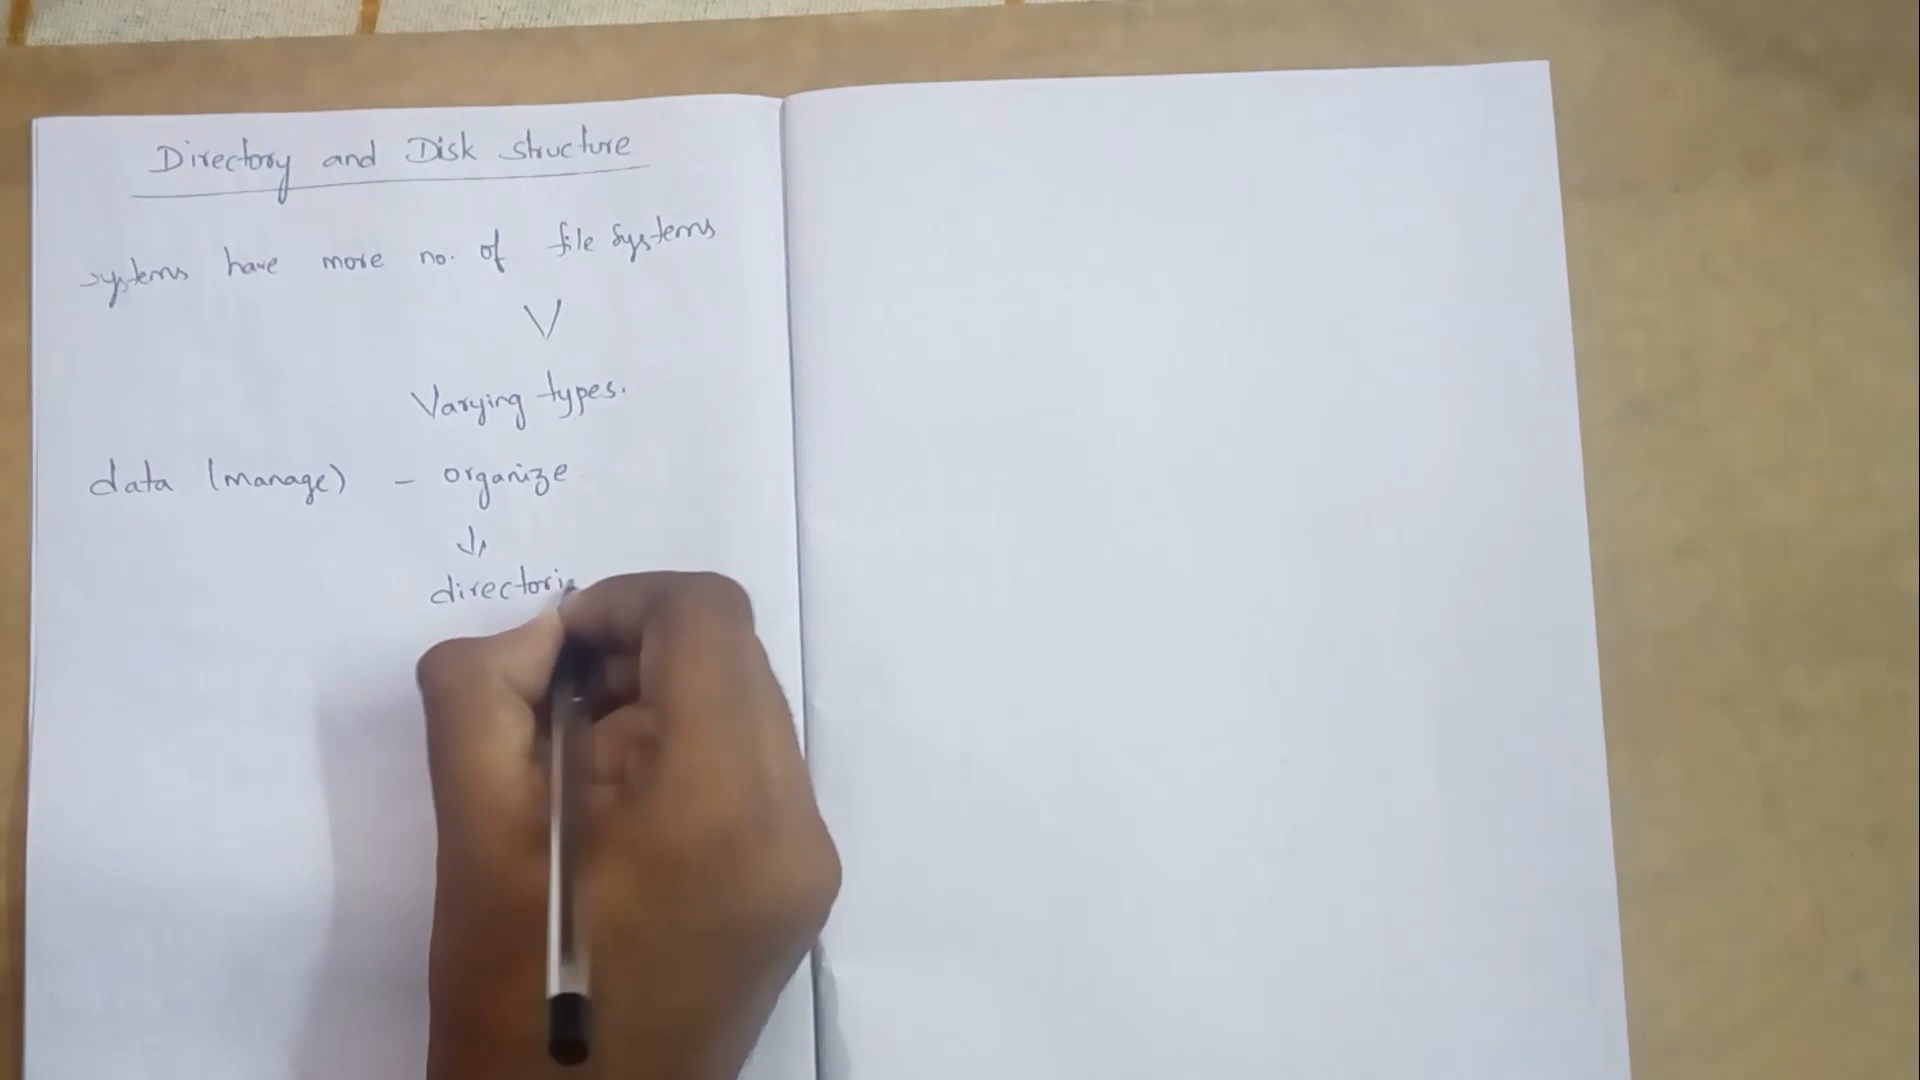 Directory and Disk structure
systems have more no. of file systems
Varying types.
data (manage) - organize
directori